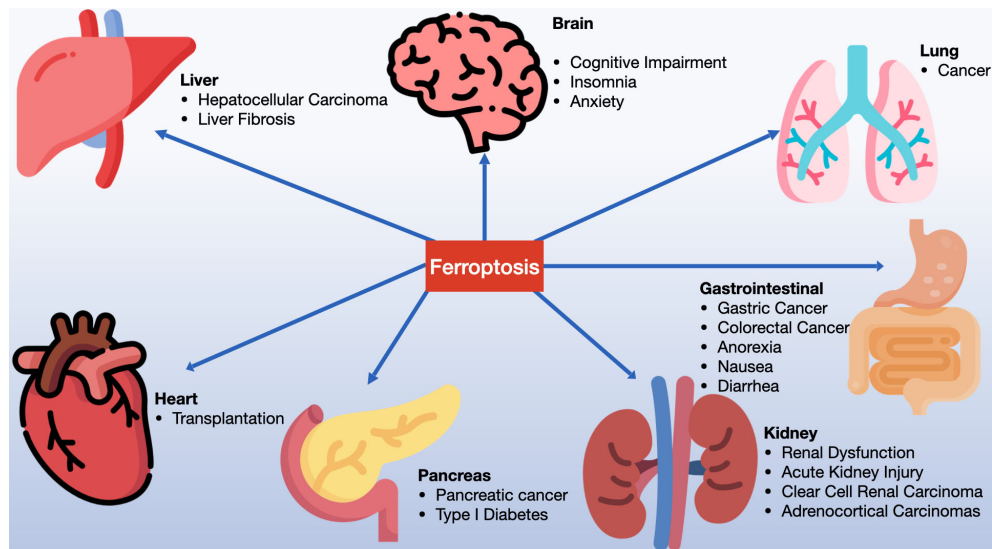 Liver
• Hepatocellular Carcinoma
• Liver Fibrosis
Brain
• Cognitive Impairment
• Insomnia
• Anxiety
Lung
• Cancer
Ferroptosis
Gastrointestinal
• Gastric Cancer
• Colorectal Cancer
• Anorexia
• Nausea
• Diarrhea
Heart
• Transplantation
Pancreas
• Pancreatic cancer
• Type I Diabetes
Kidney
• Renal Dysfunction
• Acute Kidney Injury
• Clear Cell Renal Carcinoma
• Adrenocortical Carcinomas